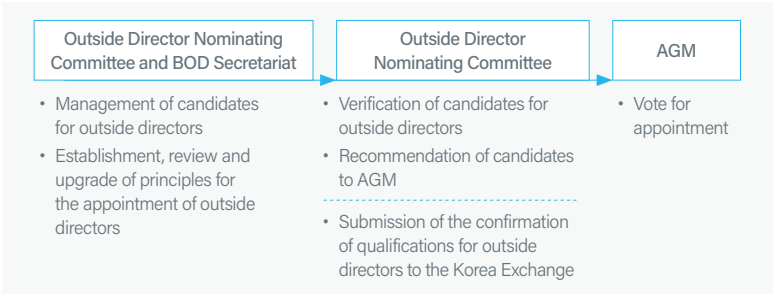 Outside Director Nominating
Committee and BOD Secretariat
• Management of candidates
for outside directors
• Establishment, review and
upgrade of principles for
the appointment of outside
directors
Outside Director
Nominating Committee
• Verification of candidates for
outside directors
• Recommendation of candidates
to AGM
• Submission of the confirmation
of qualifications for outside
directors to the Korea Exchange
AGM
• Vote for
appointment